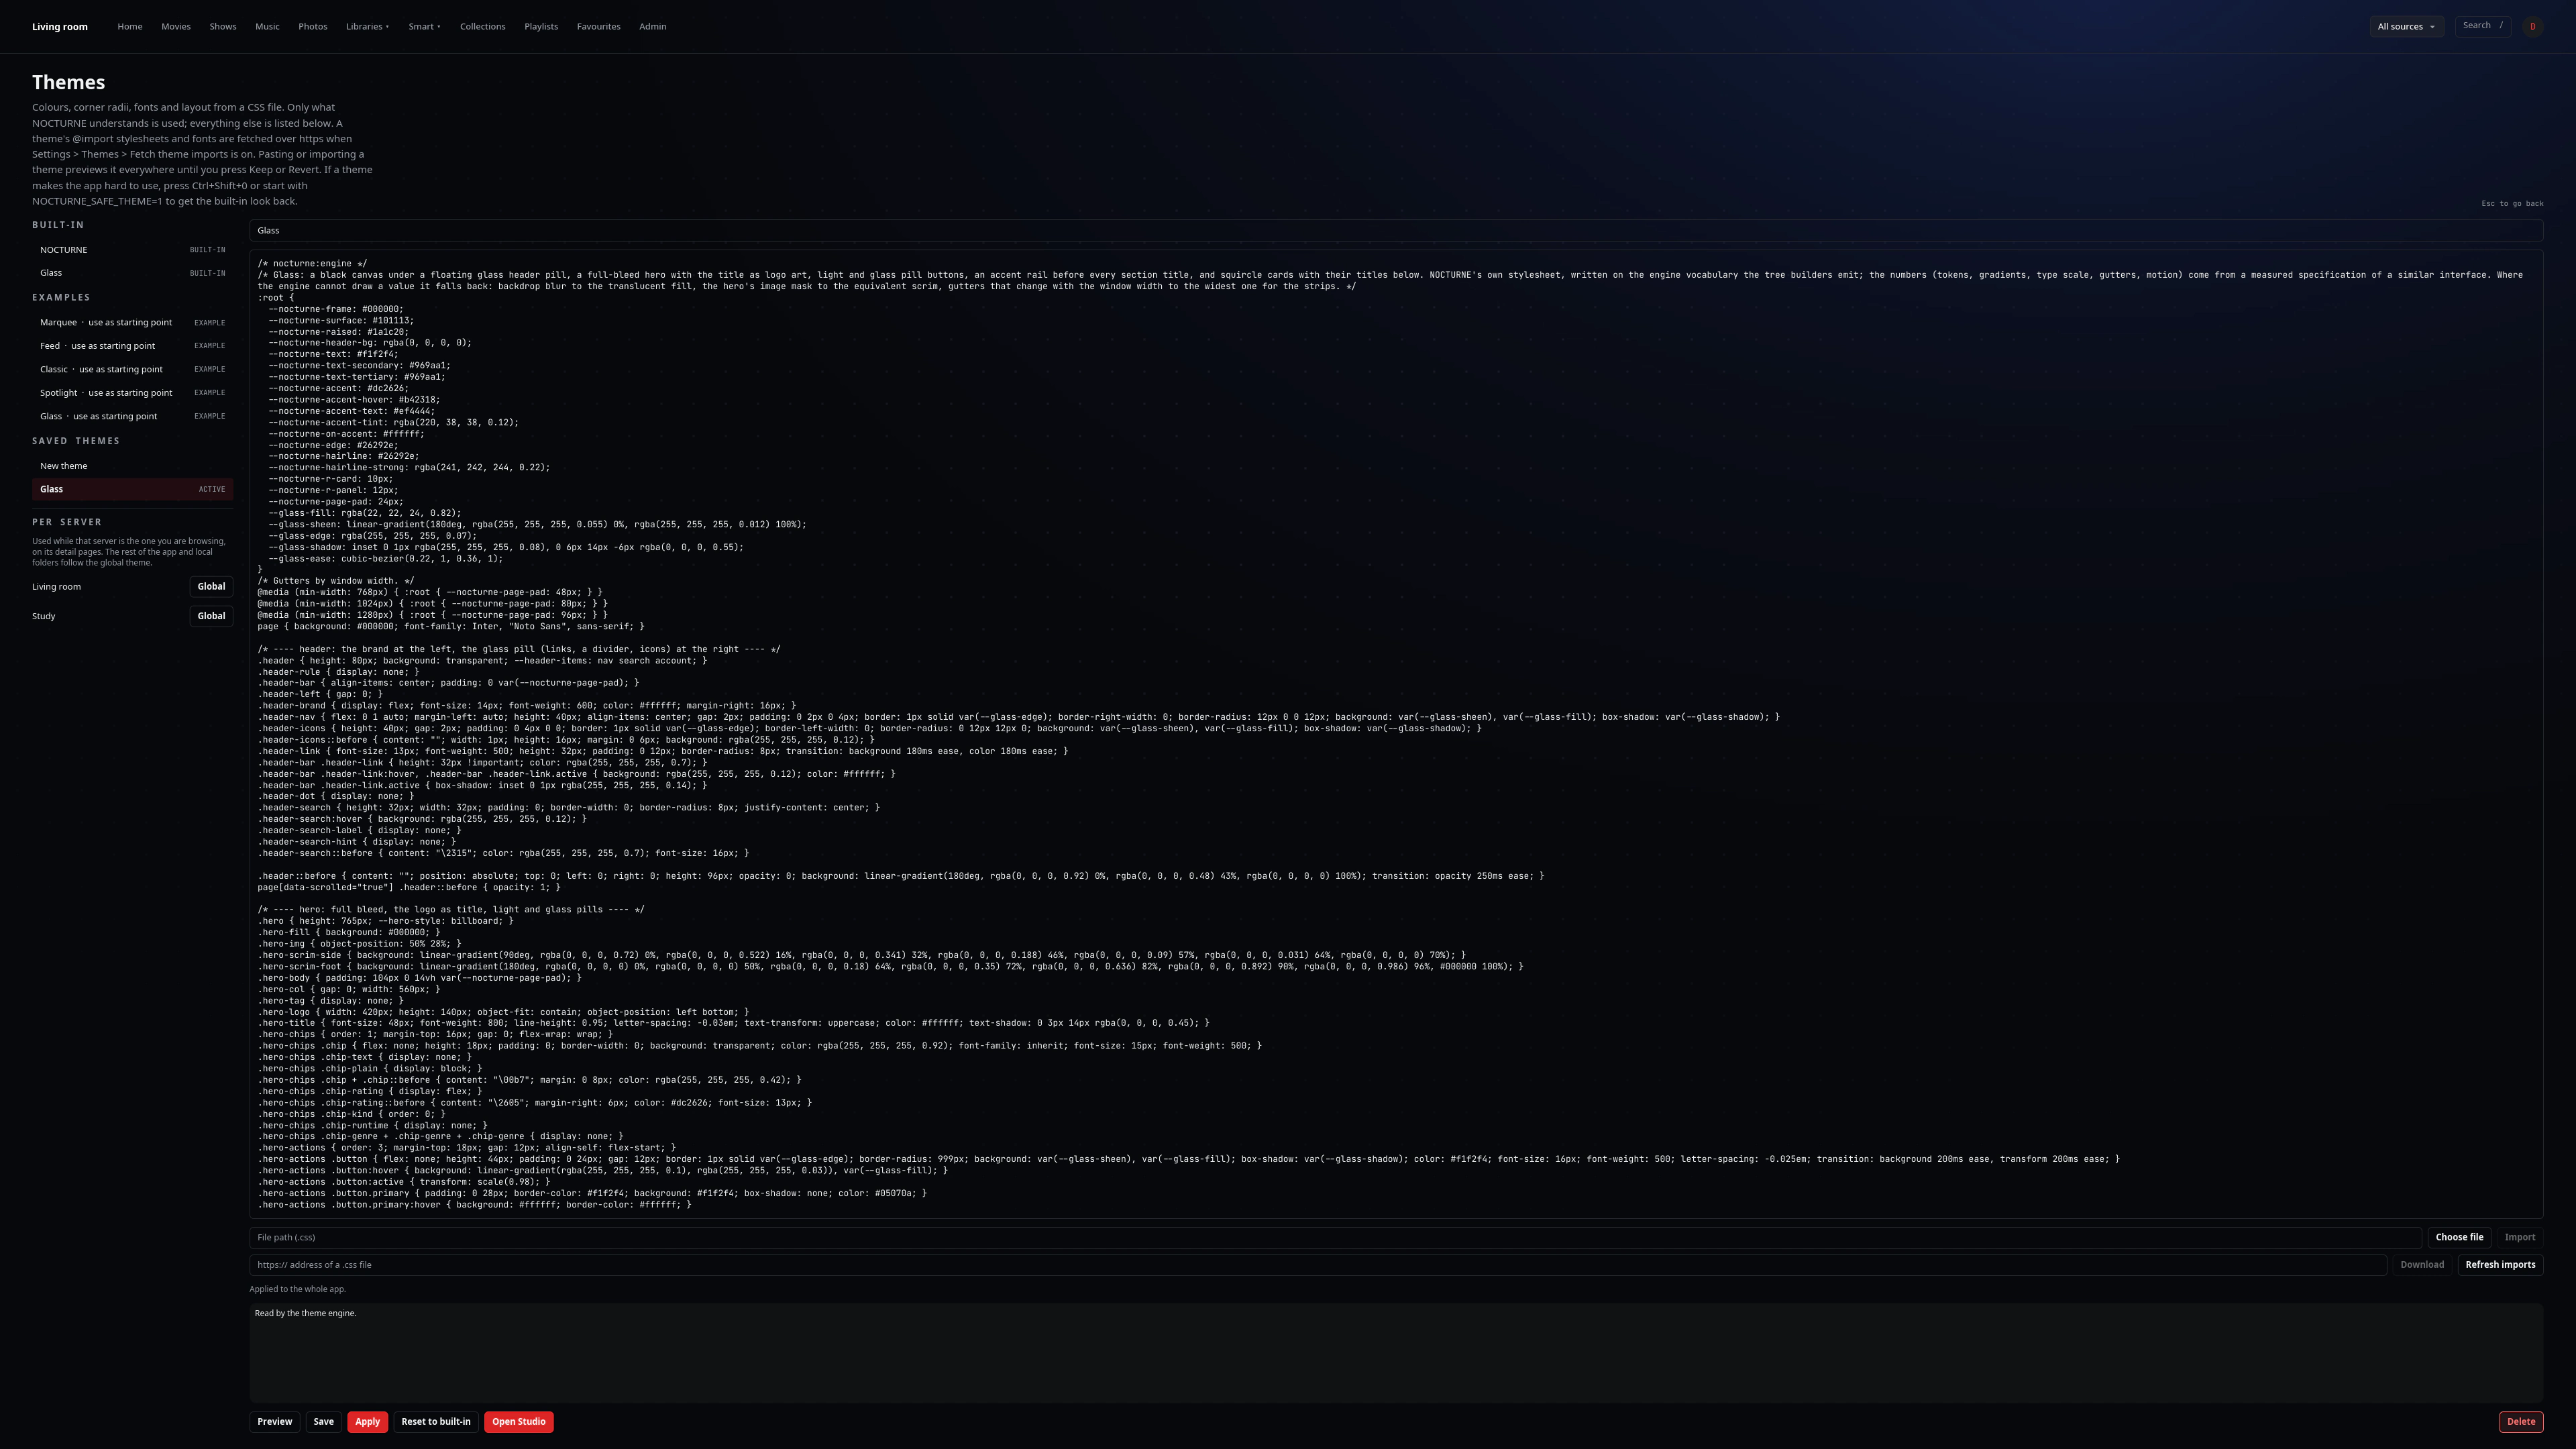 Living room Home Movies Shows Music Photos Libraries ▾ Smart ▾ Collections Playlists Favourites Admin All sources ▾ Search / D
Themes
Colours, corner radii, fonts and layout from a CSS file. Only what
NOCTURNE understands is used; everything else is listed below. A
theme's @import stylesheets and fonts are fetched over https when
Settings > Themes > Fetch theme imports is on. Pasting or importing a
theme previews it everywhere until you press Keep or Revert. If a theme
makes the app hard to use, press Ctrl+Shift+0 or start with
NOCTURNE_SAFE_THEME=1 to get the built-in look back.
Esc to go back
BUILT-IN
NOCTURNE BUILT-IN
Glass BUILT-IN
EXAMPLES
Marquee · use as starting point EXAMPLE
Feed · use as starting point EXAMPLE
Classic · use as starting point EXAMPLE
Spotlight · use as starting point EXAMPLE
Glass · use as starting point EXAMPLE
SAVED THEMES
New theme
Glass ACTIVE
PER SERVER
Used while that server is the one you are browsing,
on its detail pages. The rest of the app and local
folders follow the global theme.
Living room Global
Study Global
Glass
/* nocturne:engine */
/* Glass: a black canvas under a floating glass header pill, a full-bleed hero with the title as logo art, light and glass pill buttons, an accent rail before every section title, and squircle cards with their titles below. NOCTURNE's own stylesheet, written on the engine vocabulary the tree builders emit; the numbers (tokens, gradients, type scale, gutters, motion) come from a measured specification of a similar interface. Where
the engine cannot draw a value it falls back: backdrop blur to the translucent fill, the hero's image mask to the equivalent scrim, gutters that change with the window width to the widest one for the strips. */
:root {
--nocturne-frame: #000000;
--nocturne-surface: #101113;
--nocturne-raised: #1a1c20;
--nocturne-header-bg: rgba(0, 0, 0, 0);
--nocturne-text: #f1f2f4;
--nocturne-text-secondary: #969aa1;
--nocturne-text-tertiary: #969aa1;
--nocturne-accent: #dc2626;
--nocturne-accent-hover: #b42318;
--nocturne-accent-text: #ef4444;
--nocturne-accent-tint: rgba(220, 38, 38, 0.12);
--nocturne-on-accent: #ffffff;
--nocturne-edge: #26292e;
--nocturne-hairline: #26292e;
--nocturne-hairline-strong: rgba(241, 242, 244, 0.22);
--nocturne-r-card: 10px;
--nocturne-r-panel: 12px;
--nocturne-page-pad: 24px;
--glass-fill: rgba(22, 22, 24, 0.82);
--glass-sheen: linear-gradient(180deg, rgba(255, 255, 255, 0.055) 0%, rgba(255, 255, 255, 0.012) 100%);
--glass-edge: rgba(255, 255, 255, 0.07);
--glass-shadow: inset 0 1px rgba(255, 255, 255, 0.08), 0 6px 14px -6px rgba(0, 0, 0, 0.55);
--glass-ease: cubic-bezier(0.22, 1, 0.36, 1);
}
/* Gutters by window width. */
@media (min-width: 768px) { :root { --nocturne-page-pad: 48px; } }
@media (min-width: 1024px) { :root { --nocturne-page-pad: 80px; } }
@media (min-width: 1280px) { :root { --nocturne-page-pad: 96px; } }
page { background: #000000; font-family: Inter, "Noto Sans", sans-serif; }
/* ---- header: the brand at the left, the glass pill (links, a divider, icons) at the right ---- */
.header { height: 80px; background: transparent; --header-items: nav search account; }
.header-rule { display: none; }
.header-bar { align-items: center; padding: 0 var(--nocturne-page-pad); }
.header-left { gap: 0; }
.header-brand { display: flex; font-size: 14px; font-weight: 600; color: #ffffff; margin-right: 16px; }
.header-nav { flex: 0 1 auto; margin-left: auto; height: 40px; align-items: center; gap: 2px; padding: 0 2px 0 4px; border: 1px solid var(--glass-edge); border-right-width: 0; border-radius: 12px 0 0 12px; background: var(--glass-sheen), var(--glass-fill); box-shadow: var(--glass-shadow); }
.header-icons { height: 40px; gap: 2px; padding: 0 4px 0 0; border: 1px solid var(--glass-edge); border-left-width: 0; border-radius: 0 12px 12px 0; background: var(--glass-sheen), var(--glass-fill); box-shadow: var(--glass-shadow); }
.header-icons::before { content: ""; width: 1px; height: 16px; margin: 0 6px; background: rgba(255, 255, 255, 0.12); }
.header-link { font-size: 13px; font-weight: 500; height: 32px; padding: 0 12px; border-radius: 8px; transition: background 180ms ease, color 180ms ease; }
.header-bar .header-link { height: 32px !important; color: rgba(255, 255, 255, 0.7); }
.header-bar .header-link:hover, .header-bar .header-link.active { background: rgba(255, 255, 255, 0.12); color: #ffffff; }
.header-bar .header-link.active { box-shadow: inset 0 1px rgba(255, 255, 255, 0.14); }
.header-dot { display: none; }
.header-search { height: 32px; width: 32px; padding: 0; border-width: 0; border-radius: 8px; justify-content: center; }
.header-search:hover { background: rgba(255, 255, 255, 0.12); }
.header-search-label { display: none; }
.header-search-hint { display: none; }
.header-search::before { content: "\2315"; color: rgba(255, 255, 255, 0.7); font-size: 16px; }
.header::before { content: ""; position: absolute; top: 0; left: 0; right: 0; height: 96px; opacity: 0; background: linear-gradient(180deg, rgba(0, 0, 0, 0.92) 0%, rgba(0, 0, 0, 0.48) 43%, rgba(0, 0, 0, 0) 100%); transition: opacity 250ms ease; }
page[data-scrolled="true"] .header::before { opacity: 1; }
/* ---- hero: full bleed, the logo as title, light and glass pills ---- */
.hero { height: 765px; --hero-style: billboard; }
.hero-fill { background: #000000; }
.hero-img { object-position: 50% 28%; }
.hero-scrim-side { background: linear-gradient(90deg, rgba(0, 0, 0, 0.72) 0%, rgba(0, 0, 0, 0.522) 16%, rgba(0, 0, 0, 0.341) 32%, rgba(0, 0, 0, 0.188) 46%, rgba(0, 0, 0, 0.09) 57%, rgba(0, 0, 0, 0.031) 64%, rgba(0, 0, 0, 0) 70%); }
.hero-scrim-foot { background: linear-gradient(180deg, rgba(0, 0, 0, 0) 0%, rgba(0, 0, 0, 0) 50%, rgba(0, 0, 0, 0.18) 64%, rgba(0, 0, 0, 0.35) 72%, rgba(0, 0, 0, 0.636) 82%, rgba(0, 0, 0, 0.892) 90%, rgba(0, 0, 0, 0.986) 96%, #000000 100%); }
.hero-body { padding: 104px 0 14vh var(--nocturne-page-pad); }
.hero-col { gap: 0; width: 560px; }
.hero-tag { display: none; }
.hero-logo { width: 420px; height: 140px; object-fit: contain; object-position: left bottom; }
.hero-title { font-size: 48px; font-weight: 800; line-height: 0.95; letter-spacing: -0.03em; text-transform: uppercase; color: #ffffff; text-shadow: 0 3px 14px rgba(0, 0, 0, 0.45); }
.hero-chips { order: 1; margin-top: 16px; gap: 0; flex-wrap: wrap; }
.hero-chips .chip { flex: none; height: 18px; padding: 0; border-width: 0; background: transparent; color: rgba(255, 255, 255, 0.92); font-family: inherit; font-size: 15px; font-weight: 500; }
.hero-chips .chip-text { display: none; }
.hero-chips .chip-plain { display: block; }
.hero-chips .chip + .chip::before { content: "\00b7"; margin: 0 8px; color: rgba(255, 255, 255, 0.42); }
.hero-chips .chip-rating { display: flex; }
.hero-chips .chip-rating::before { content: "\2605"; margin-right: 6px; color: #dc2626; font-size: 13px; }
.hero-chips .chip-kind { order: 0; }
.hero-chips .chip-runtime { display: none; }
.hero-chips .chip-genre + .chip-genre + .chip-genre { display: none; }
.hero-actions { order: 3; margin-top: 18px; gap: 12px; align-self: flex-start; }
.hero-actions .button { flex: none; height: 44px; padding: 0 24px; gap: 12px; border: 1px solid var(--glass-edge); border-radius: 999px; background: var(--glass-sheen), var(--glass-fill); box-shadow: var(--glass-shadow); color: #f1f2f4; font-size: 16px; font-weight: 500; letter-spacing: -0.025em; transition: background 200ms ease, transform 200ms ease; }
.hero-actions .button:hover { background: linear-gradient(rgba(255, 255, 255, 0.1), rgba(255, 255, 255, 0.03)), var(--glass-fill); }
.hero-actions .button:active { transform: scale(0.98); }
.hero-actions .button.primary { padding: 0 28px; border-color: #f1f2f4; background: #f1f2f4; box-shadow: none; color: #05070a; }
.hero-actions .button.primary:hover { background: #ffffff; border-color: #ffffff; }
File path (.css) Choose file Import
https:// address of a .css file Download Refresh imports
Applied to the whole app.
Read by the theme engine.
Preview Save Apply Reset to built-in Open Studio Delete